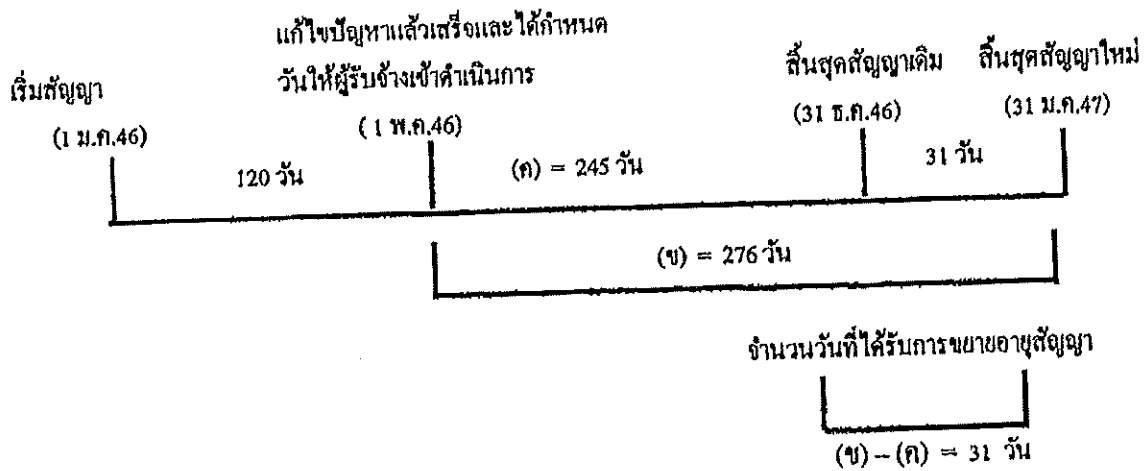 แก้ไขปัญหาแล้วเสร็จและได้กำหนด
วันให้ผู้รับจ้างเข้าดำเนินการ
เริ่มสัญญา
สิ้นสุดสัญญาเดิม สิ้นสุดสัญญาใหม่
(1 ม.ค.46)
( 1 พ.ค.46)
(31 ธ.ค.46)
(31 ม.ค.47)
120 วัน
(ค) = 245 วัน
31 วัน
(ข) = 276 วัน
จำนวนวันที่ได้รับการขยายอายุสัญญา
(ข) – (ค) = 31 วัน